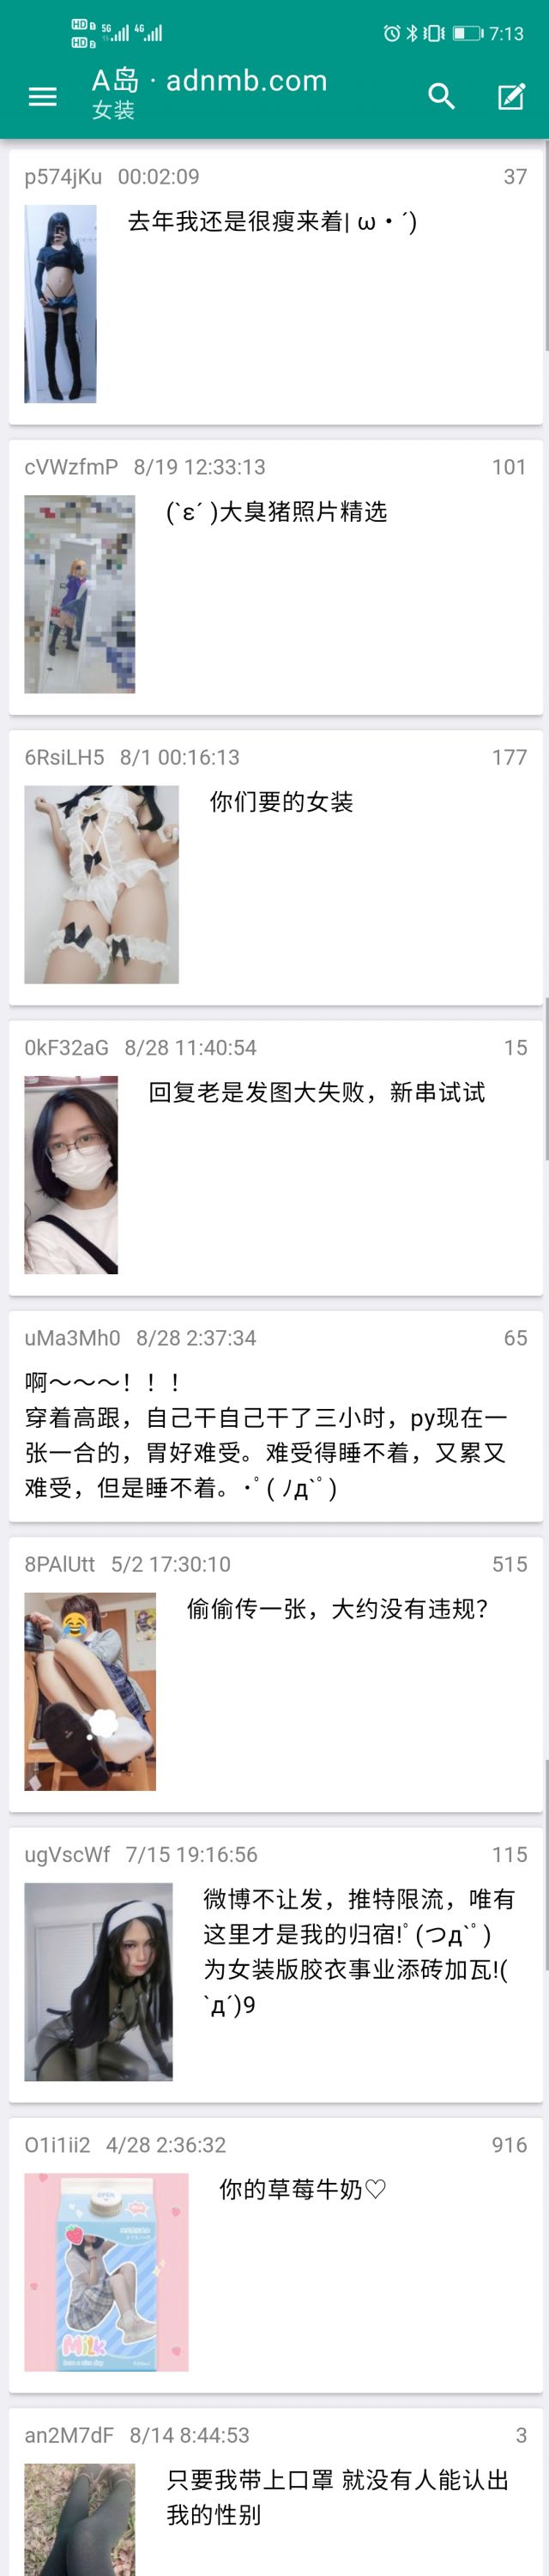 HD 1 5G 4G 7:13
HD 2
A岛 · adnmb.com
女装
p574jKu 00:02:09 37
去年我还是很瘦来着| ω・´)
cVWzfmP 8/19 12:33:13 101
(`ε´ )大臭猪照片精选
6RsiLH5 8/1 00:16:13 177
你们要的女装
0kF32aG 8/28 11:40:54 15
回复老是发图大失败，新串试试
uMa3Mh0 8/28 2:37:34 65
啊～～～！！！
穿着高跟，自己干自己干了三小时，py现在一
张一合的，胃好难受。难受得睡不着，又累又
难受，但是睡不着。･ﾟ( ﾉд`ﾟ)
8PAlUtt 5/2 17:30:10 515
偷偷传一张，大约没有违规？
ugVscWf 7/15 19:16:56 115
微博不让发，推特限流，唯有
这里才是我的归宿!ﾟ(つд`ﾟ)
为女装版胶衣事业添砖加瓦!(
`д´)9
O1i1ii2 4/28 2:36:32 916
你的草莓牛奶♡
OPEN
Milk
an2M7dF 8/14 8:44:53 3
只要我带上口罩 就没有人能认出
我的性别